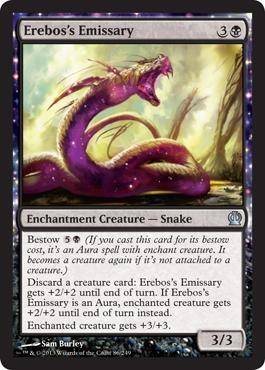 Erebos's Emissary 3
Enchantment Creature — Snake
Bestow 5 (If you cast this card for its bestow
cost, it's an Aura spell with enchant creature. It
becomes a creature again if it's not attached to a
creature.)
Discard a creature card: Erebos's Emissary
gets +2/+2 until end of turn. If Erebos's
Emissary is an Aura, enchanted creature gets
+2/+2 until end of turn instead.
Enchanted creature gets +3/+3.
3/3
Sam Burley
™ & © 2013 Wizards of the Coast 86/249